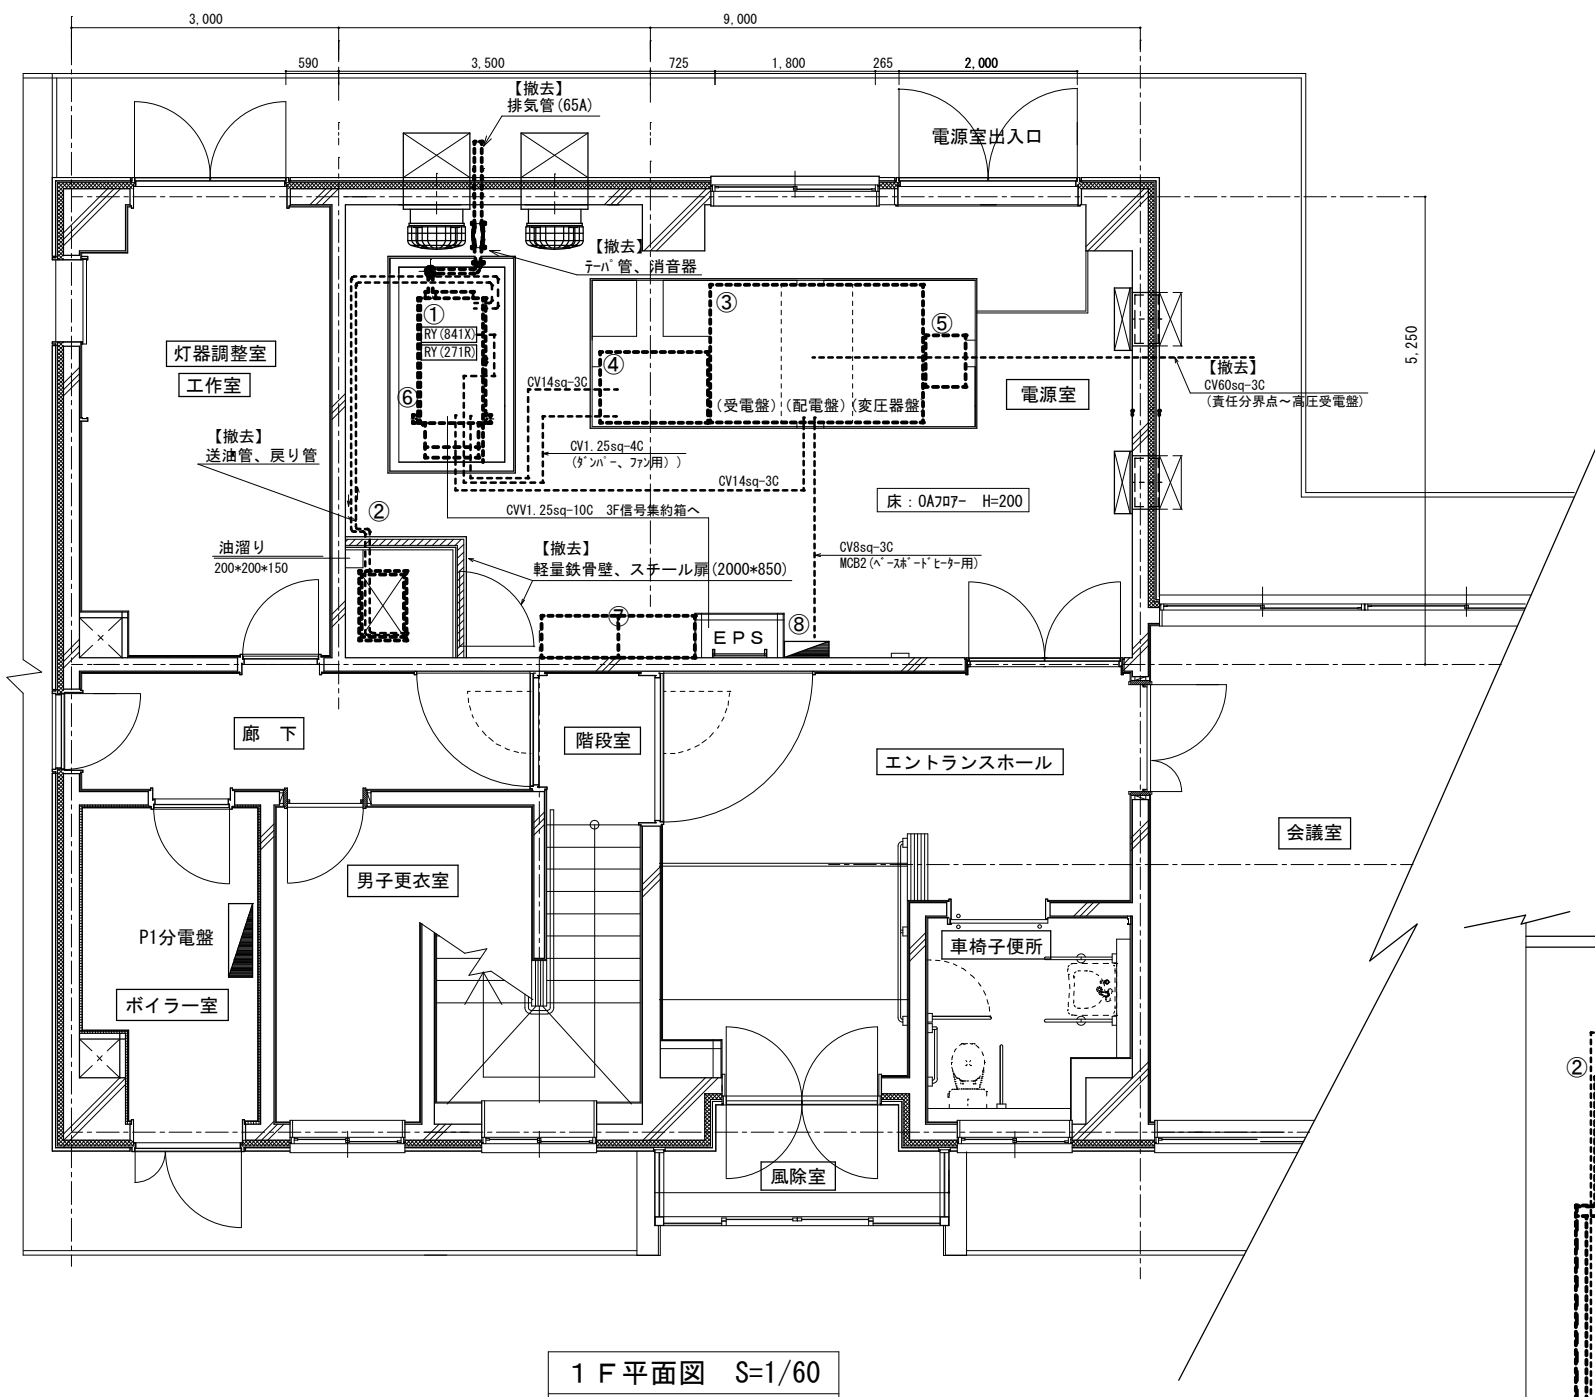 3,000
9,000
590
3,500
725
1,800
265
2,000
【撤去】
排気管(65A)
電源室出入口
【撤去】
テーパ管、消音器
①
RY(841X)
RY(271R)
③
⑤
④
⑥
灯器調整室
工作室
CV14sq-3C
(受電盤)
(配電盤)
(変圧器盤
電源室
【撤去】
CV60sq-3C
(責任分界点～高圧受電盤)
5,250
【撤去】
送油管、戻り管
CV1.25sq-4C
(ダンパー、ファン用))
CV14sq-3C
②
CVV1.25sq-10C 3F信号集約箱へ
床：OAフロアー H=200
油溜り
200*200*150
【撤去】
軽量鉄骨壁、スチール扉(2000*850)
CV8sq-3C
MCB2(ベースボードヒーター用)
⑦
EPS
⑧
廊 下
階段室
エントランスホール
会議室
男子更衣室
P1分電盤
車椅子便所
ボイラー室
②
風除室
1F平面図 S=1/60